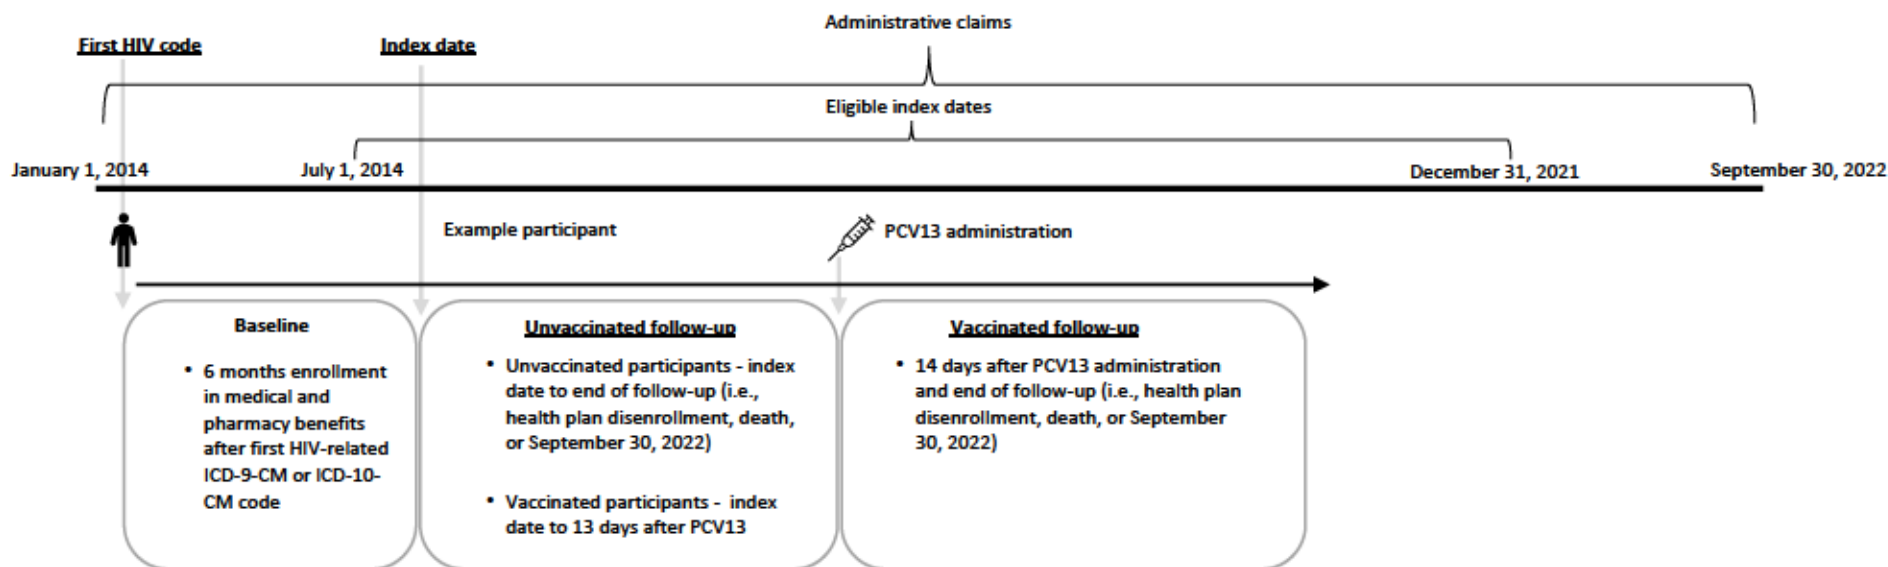 Administrative claims
First HIV code
Index date
Eligible index dates
January 1, 2014
July 1, 2014
December 31, 2021
September 30, 2022
Example participant
PCV13 administration
Baseline
• 6 months enrollment
in medical and
pharmacy benefits
after first HIV-related
ICD-9-CM or ICD-10-
CM code
Unvaccinated follow-up
• Unvaccinated participants - index
date to end of follow-up (i.e.,
health plan disenrollment, death,
or September 30, 2022)
• Vaccinated participants - index
date to 13 days after PCV13
Vaccinated follow-up
• 14 days after PCV13 administration
and end of follow-up (i.e., health plan
disenrollment, death, or September
30, 2022)